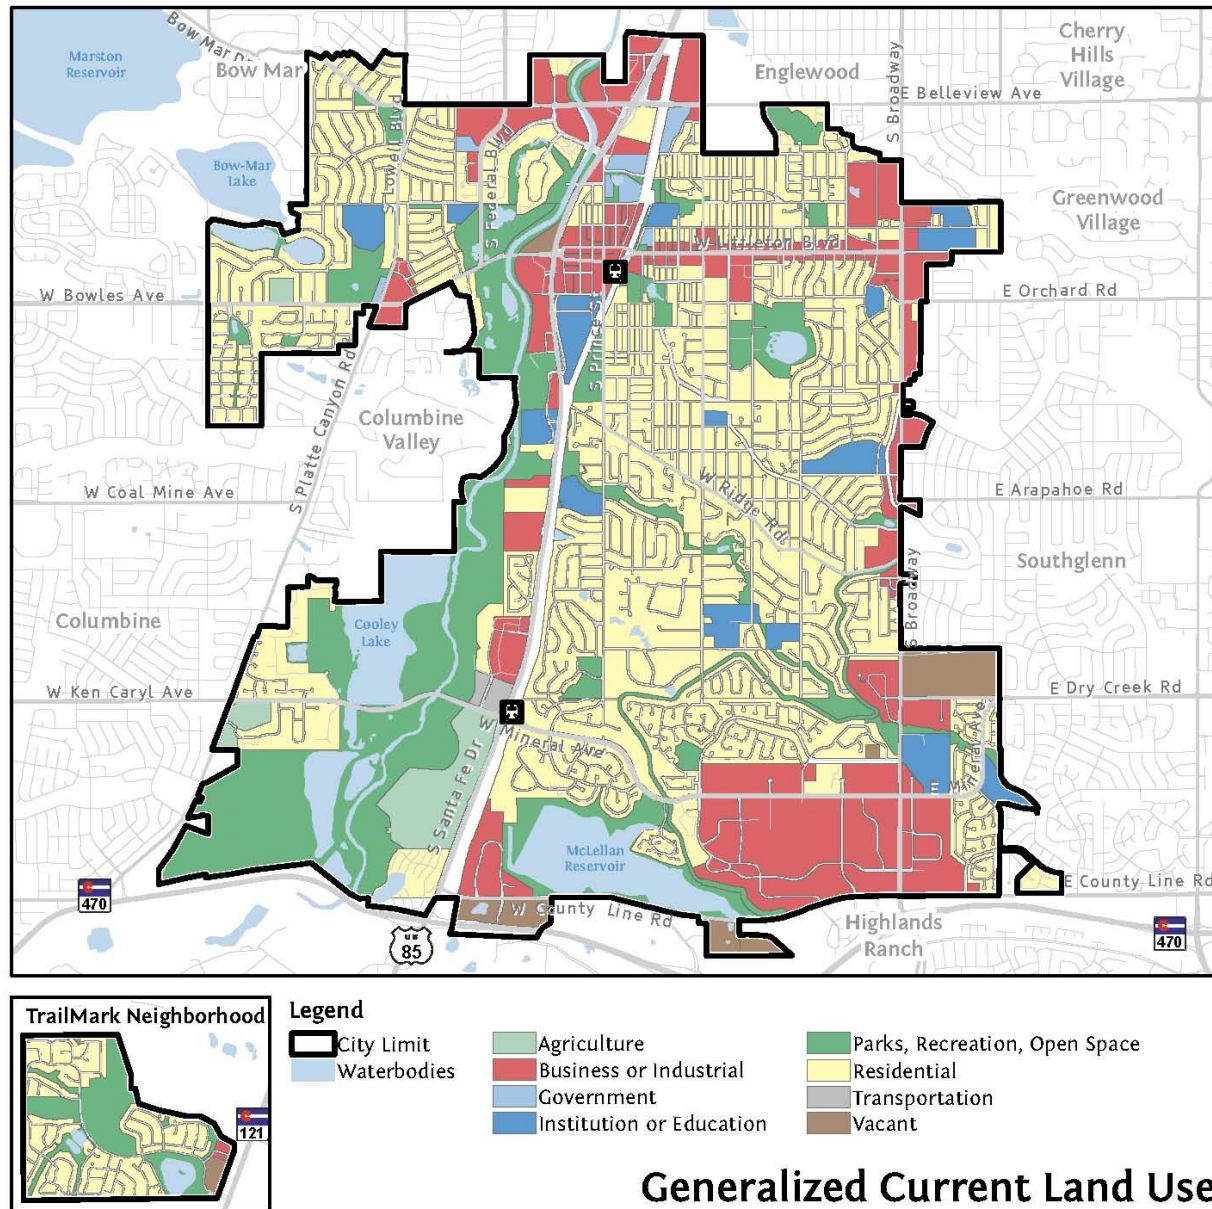 Bow Mar Dr
Marston
Reservoir
Bow Mar
Englewood
Cherry
Hills
Village
S Broadway
E Belleview Ave
S Lowell Blvd
S Federal Blvd
Bow-Mar
Lake
Greenwood
Village
W Littleton Blvd
W Bowles Ave
E Orchard Rd
S Prince St
S Platte Canyon Rd
Columbine
Valley
W Coal Mine Ave
W Ridge Rd
E Arapahoe Rd
Southglenn
S Broadway
Columbine
Cooley
Lake
W Ken Caryl Ave
E Dry Creek Rd
W Mineral Ave
E Mineral Ave
S Santa Fe Dr
McLellan
Reservoir
470
W County Line Rd
E County Line Rd
US
85
Highlands
Ranch
470
TrailMark Neighborhood
121
Legend
City Limit
Waterbodies
Agriculture
Business or Industrial
Government
Institution or Education
Parks, Recreation, Open Space
Residential
Transportation
Vacant
Generalized Current Land Use